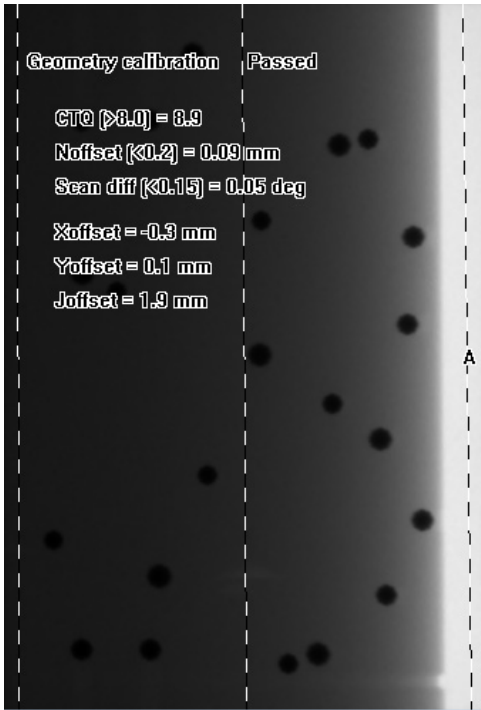 Geometry calibration Passed
CTQ (>8.0) = 8.9
Noffset (<0.2) = 0.09 mm
Scan diff (<0.15) = 0.05 deg
Xoffset = -0.3 mm
Yoffset = 0.1 mm
Joffset = 1.9 mm
A